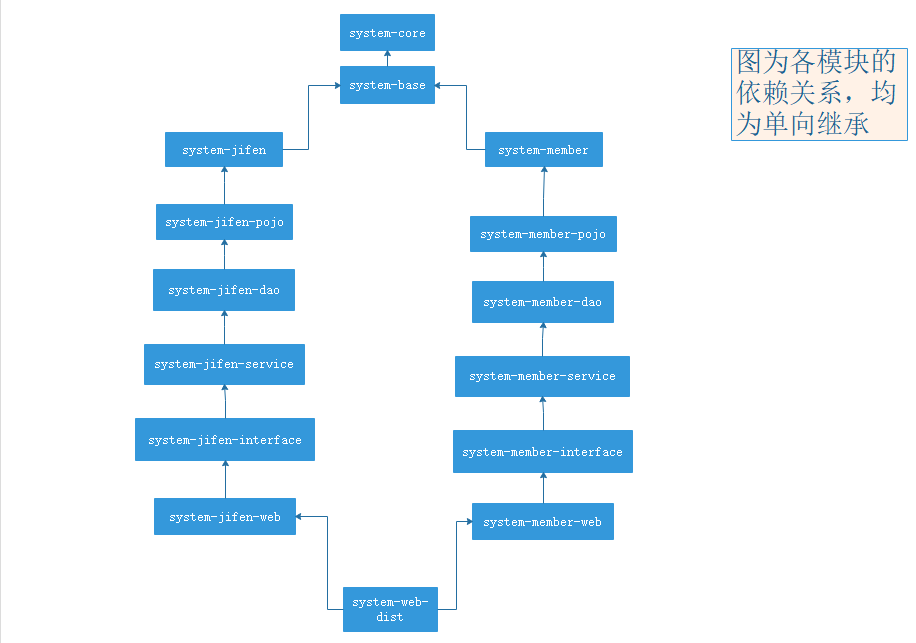 system-core
图为各模块的
依赖关系，均
为单向继承
system-base
system-jifen
system-member
system-jifen-pojo
system-member-pojo
system-jifen-dao
system-member-dao
system-jifen-service
system-member-service
system-jifen-interface
system-member-interface
system-jifen-web
system-member-web
system-web-
dist